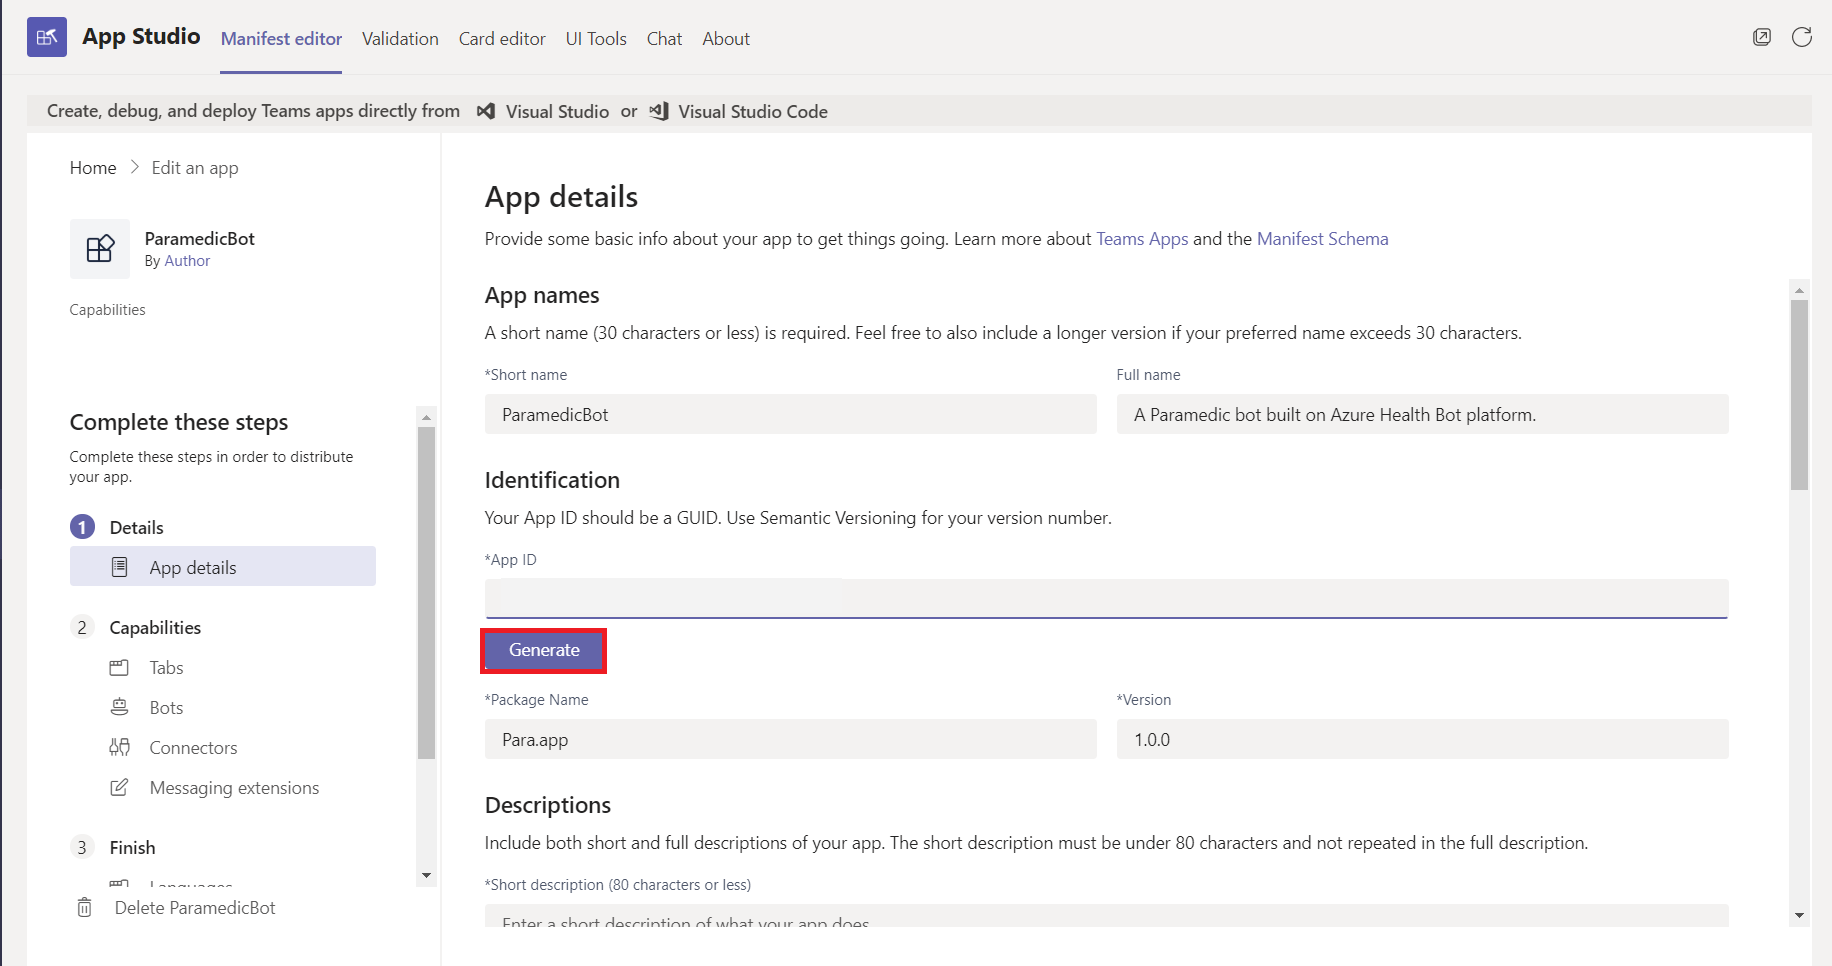 App Studio
Manifest editor
Validation
Card editor
UI Tools
Chat
About
Create, debug, and deploy Teams apps directly from Visual Studio or Visual Studio Code
Home > Edit an app
ParamedicBot
By Author
Capabilities
Complete these steps
Complete these steps in order to distribute
your app.
1 Details
App details
2 Capabilities
Tabs
Bots
Connectors
Messaging extensions
3 Finish
Languages
Delete ParamedicBot
App details
Provide some basic info about your app to get things going. Learn more about Teams Apps and the Manifest Schema
App names
A short name (30 characters or less) is required. Feel free to also include a longer version if your preferred name exceeds 30 characters.
*Short name
ParamedicBot
Full name
A Paramedic bot built on Azure Health Bot platform.
Identification
Your App ID should be a GUID. Use Semantic Versioning for your version number.
*App ID
Generate
*Package Name
Para.app
*Version
1.0.0
Descriptions
Include both short and full descriptions of your app. The short description must be under 80 characters and not repeated in the full description.
*Short description (80 characters or less)
Enter a short description of what your app does